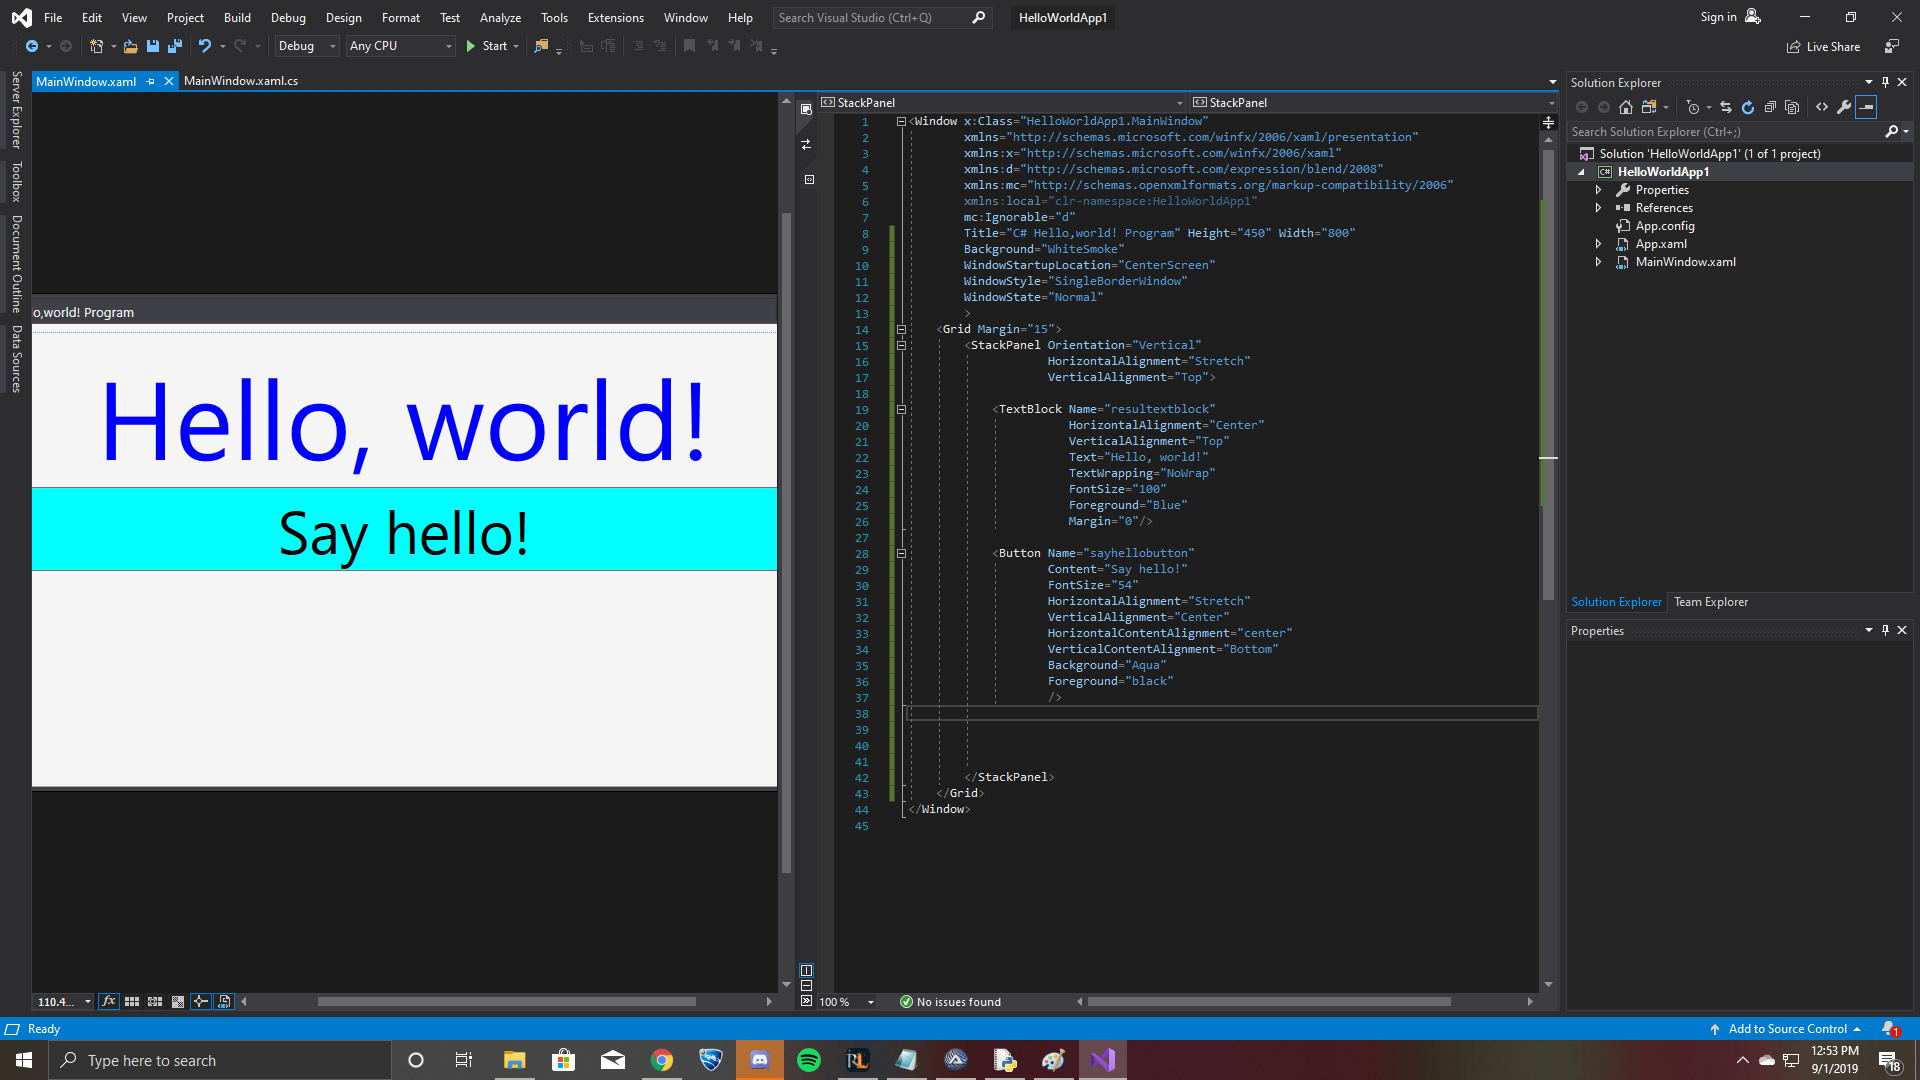 File Edit View Project Build Debug Design Format Test Analyze Tools Extensions Window Help Search Visual Studio (Ctrl+Q) HelloWorldApp1 Sign in
Debug Any CPU Start Live Share
MainWindow.xaml MainWindow.xaml.cs
Server Explorer
Toolbox
Document Outline
Data Sources
lo,world! Program
Hello, world!
Say hello!
StackPanel StackPanel
1 <Window x:Class="HelloWorldApp1.MainWindow"
2 xmlns="http://schemas.microsoft.com/winfx/2006/xaml/presentation"
3 xmlns:x="http://schemas.microsoft.com/winfx/2006/xaml"
4 xmlns:d="http://schemas.microsoft.com/expression/blend/2008"
5 xmlns:mc="http://schemas.openxmlformats.org/markup-compatibility/2006"
6 xmlns:local="clr-namespace:HelloWorldApp1"
7 mc:Ignorable="d"
8 Title="C# Hello,world! Program" Height="450" Width="800"
9 Background="WhiteSmoke"
10 WindowStartupLocation="CenterScreen"
11 WindowStyle="SingleBorderWindow"
12 WindowState="Normal"
13 >
14 <Grid Margin="15">
15 <StackPanel Orientation="Vertical"
16 HorizontalAlignment="Stretch"
17 VerticalAlignment="Top">
18
19 <TextBlock Name="resultextblock"
20 HorizontalAlignment="Center"
21 VerticalAlignment="Top"
22 Text="Hello, world!"
23 TextWrapping="NoWrap"
24 FontSize="100"
25 Foreground="Blue"
26 Margin="0"/>
27
28 <Button Name="sayhellobutton"
29 Content="Say hello!"
30 FontSize="54"
31 HorizontalAlignment="Stretch"
32 VerticalAlignment="Center"
33 HorizontalContentAlignment="center"
34 VerticalContentAlignment="Bottom"
35 Background="Aqua"
36 Foreground="black"
37 />
38
39
40
41
42 </StackPanel>
43 </Grid>
44 </Window>
45
110.4... fx
100 % No issues found
Solution Explorer
Search Solution Explorer (Ctrl+;)
Solution 'HelloWorldApp1' (1 of 1 project)
C# HelloWorldApp1
Properties
References
App.config
App.xaml
MainWindow.xaml
Solution Explorer Team Explorer
Properties
Ready Add to Source Control 1
Type here to search RL 12:53 PM
9/1/2019 18